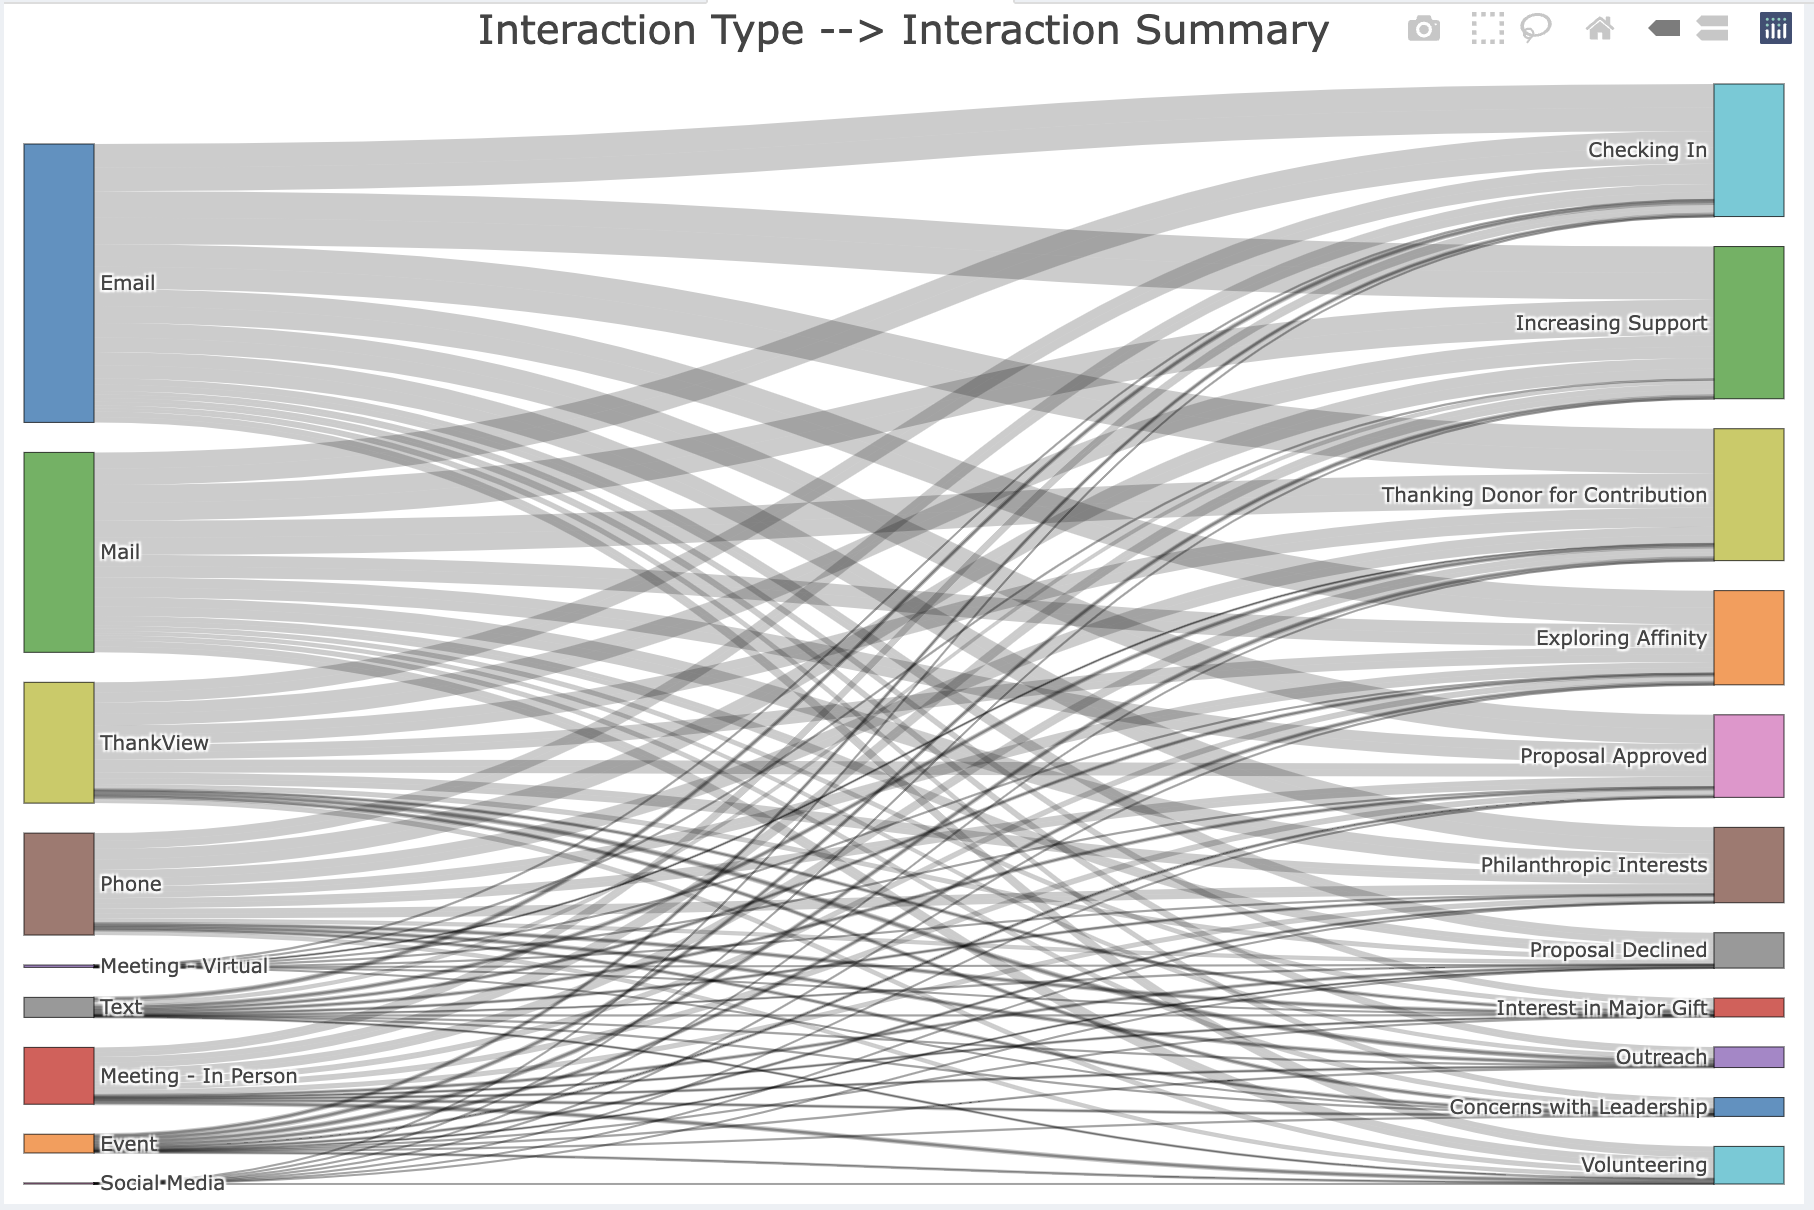 Interaction Type --> Interaction Summary
Email
Mail
ThankView
Phone
Meeting - Virtual
Text
Meeting - In Person
Event
Social Media
Checking In
Increasing Support
Thanking Donor for Contribution
Exploring Affinity
Proposal Approved
Philanthropic Interests
Proposal Declined
Interest in Major Gift
Outreach
Concerns with Leadership
Volunteering